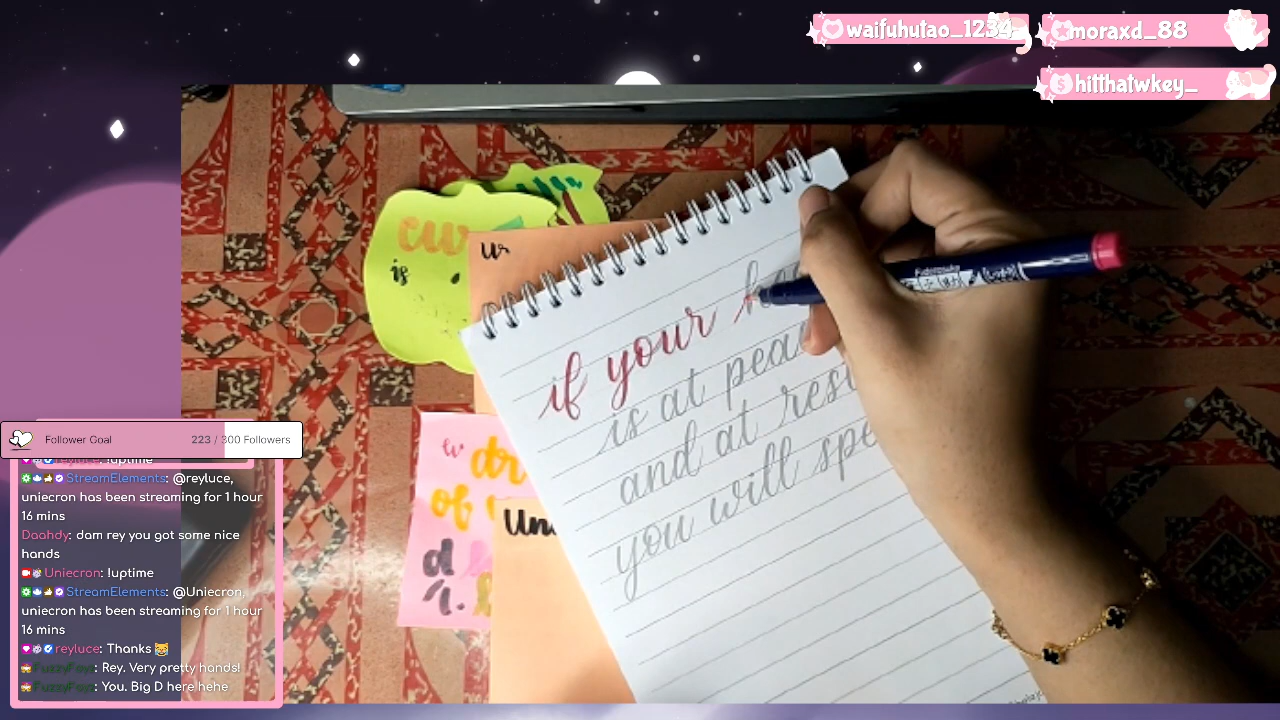 waifuhutao_1234
moraxd_88
hitthatwkey_
is
if your
is at
and at rest
you will
Follower Goal 223 / 300 Followers
reyluce: !uptime
StreamElements: @reyluce,
uniecron has been streaming for 1 hour
16 mins
Daahdy: dam rey you got some nice
hands
Uniecron: !uptime
StreamElements: @Uniecron,
uniecron has been streaming for 1 hour
16 mins
reyluce: Thanks
Rey. Very pretty hands!
You. Big D here hehe